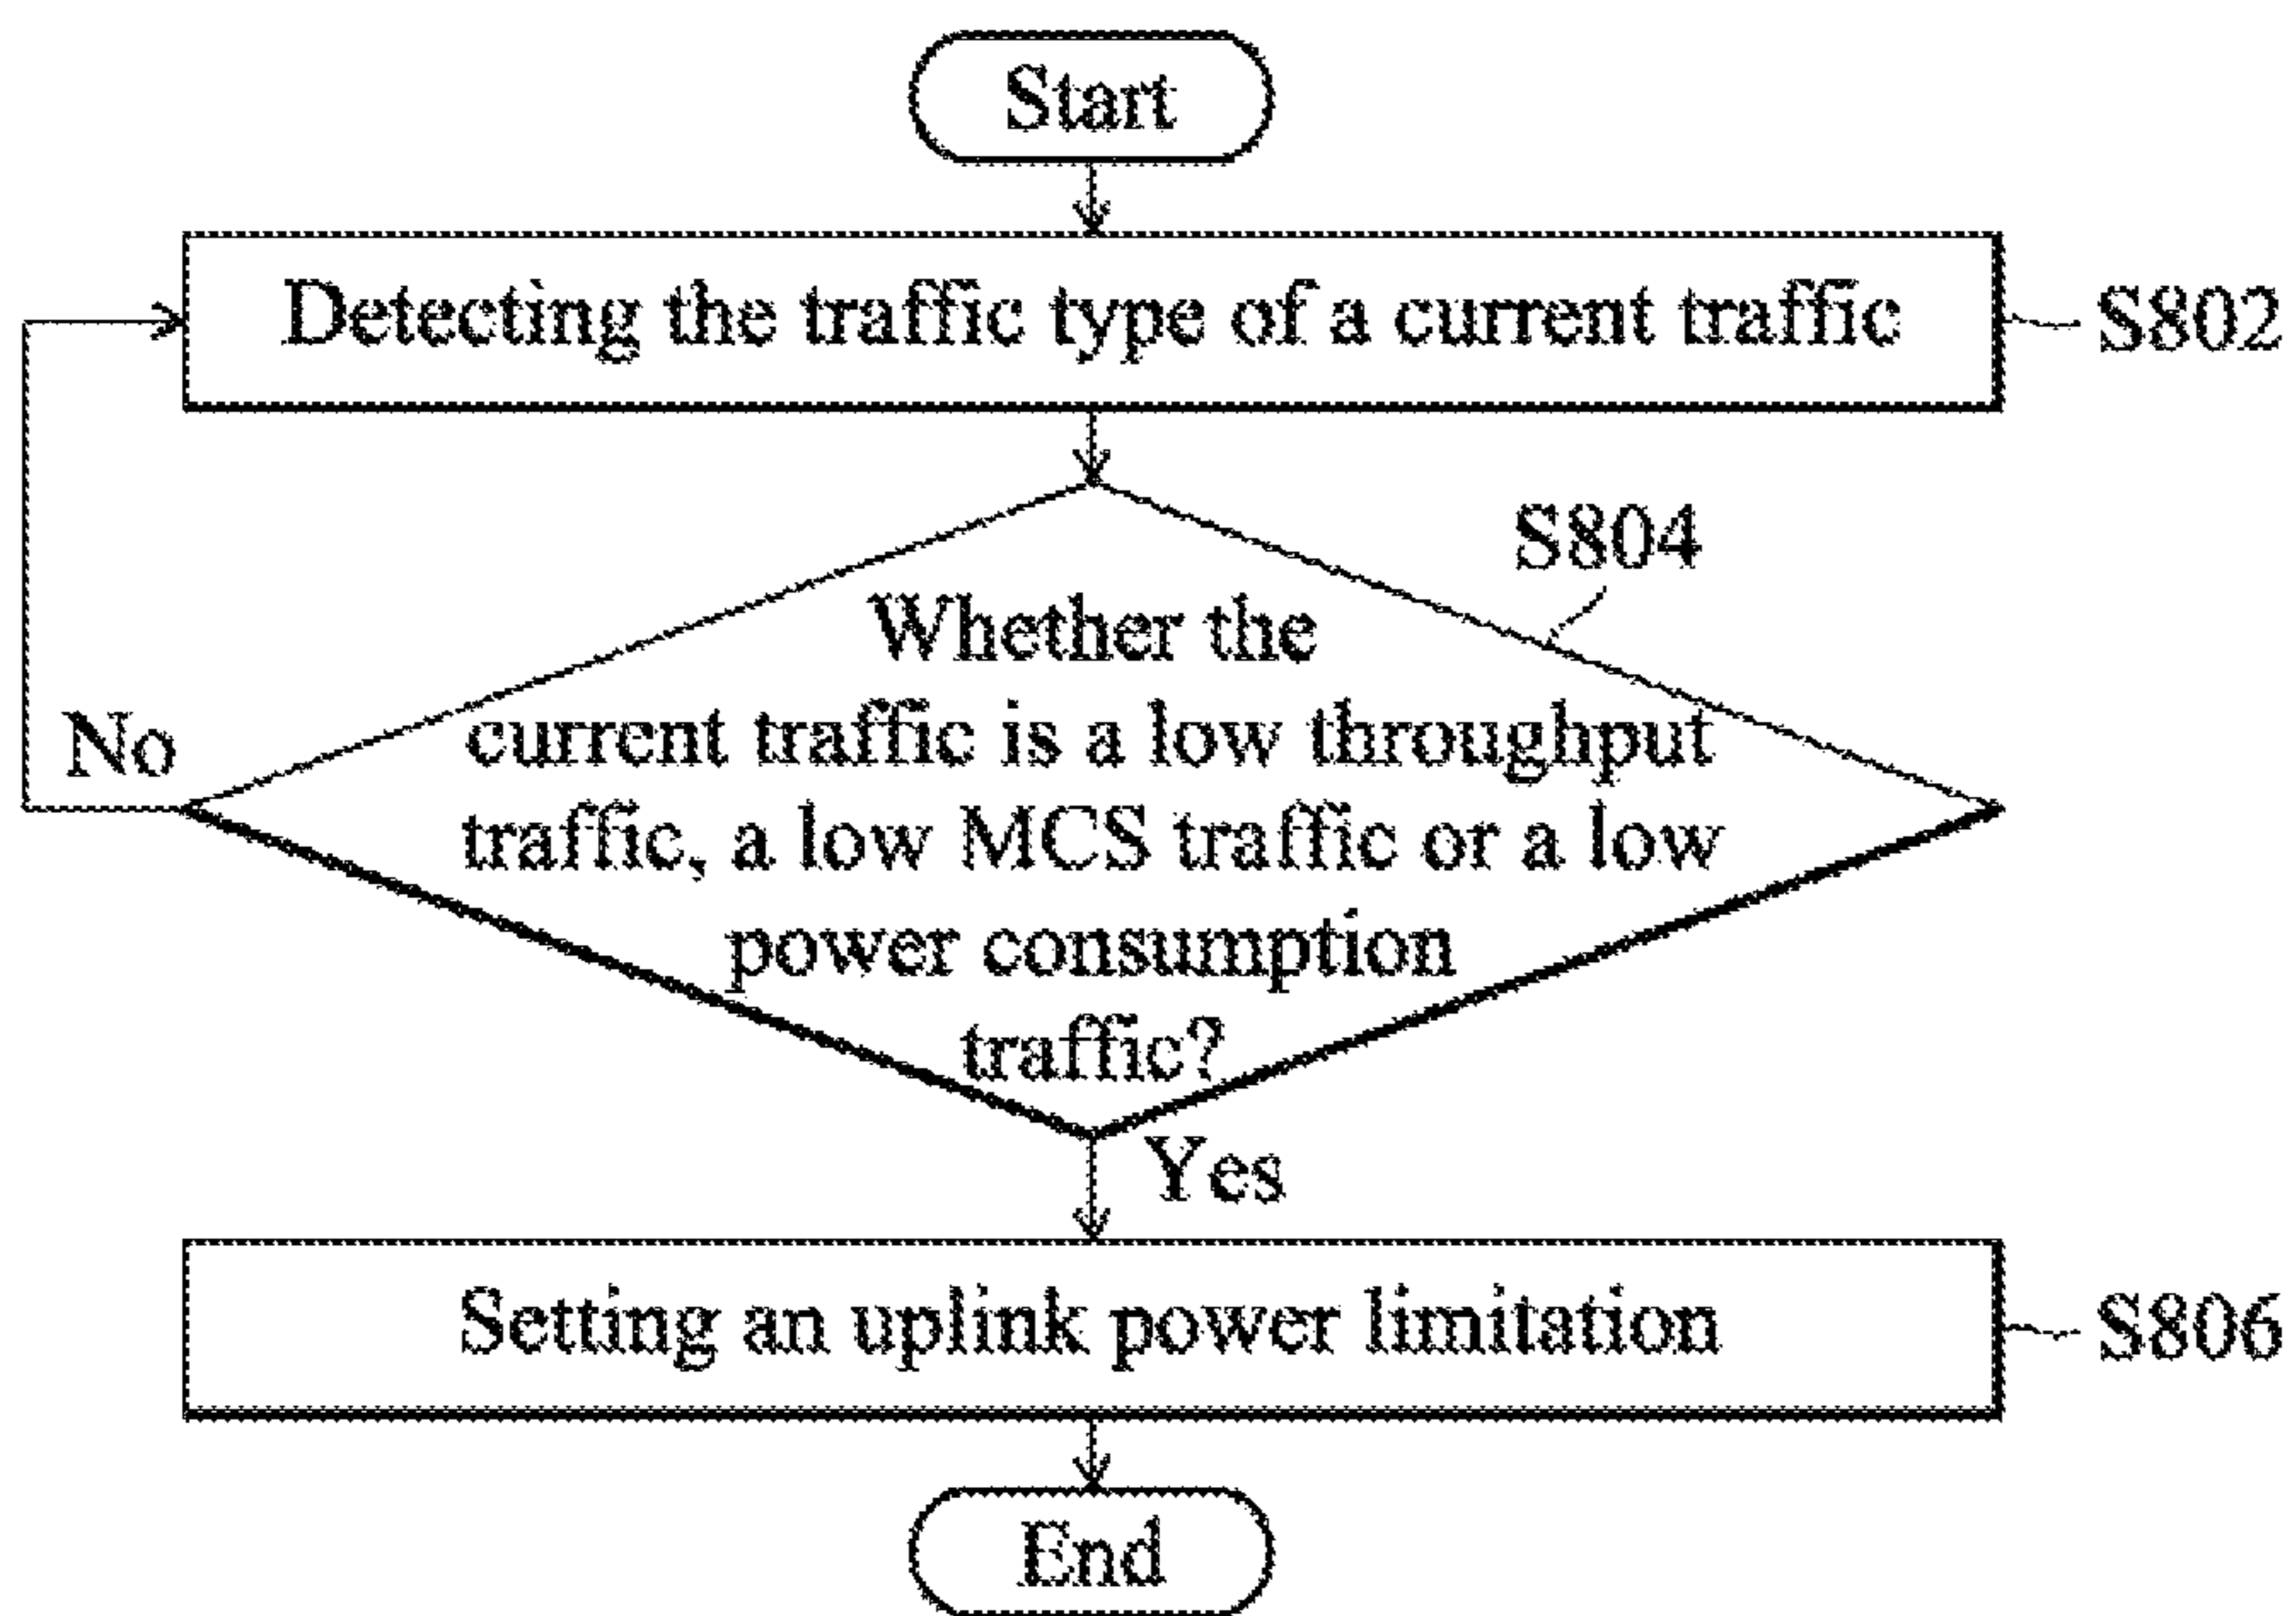 Start
Detecting the traffic type of a current traffic
S802
S804
Whether the
current traffic is a low throughput
traffic, a low MCS traffic or a low
power consumption
traffic?
No
Yes
Setting an uplink power limitation
S806
End